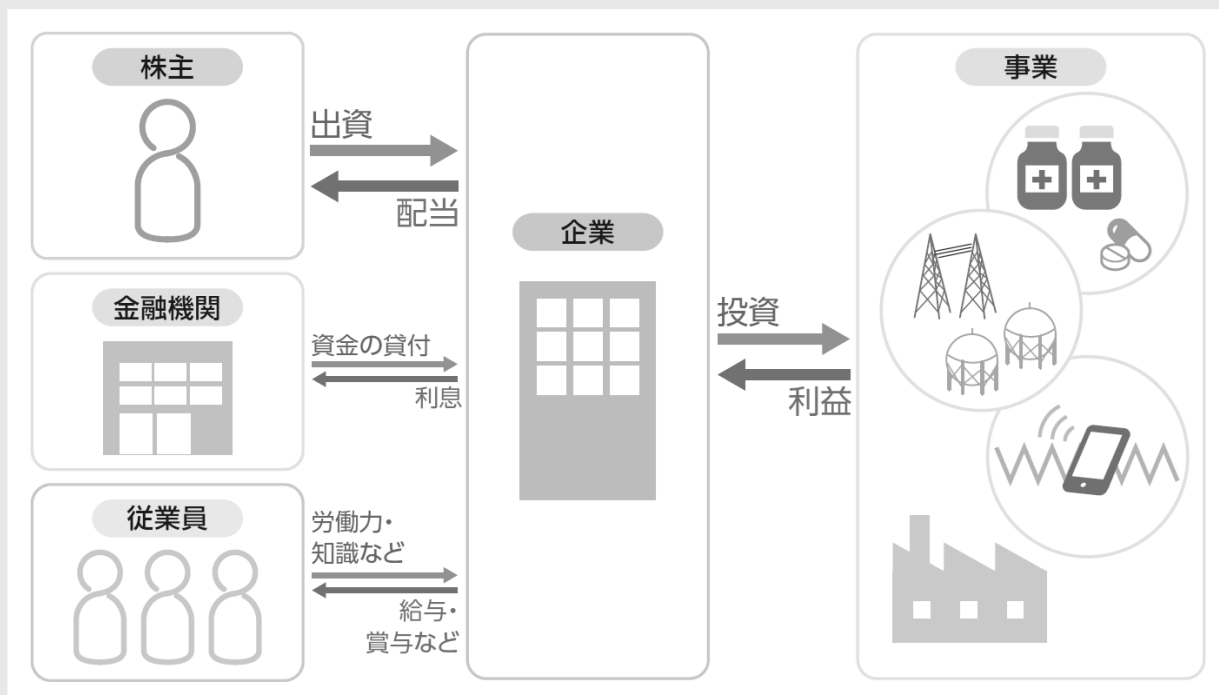 株主
出資
配当
金融機関
資金の貸付
利息
従業員
労働力・
知識など
給与・
賞与など
企業
投資
利益
事業